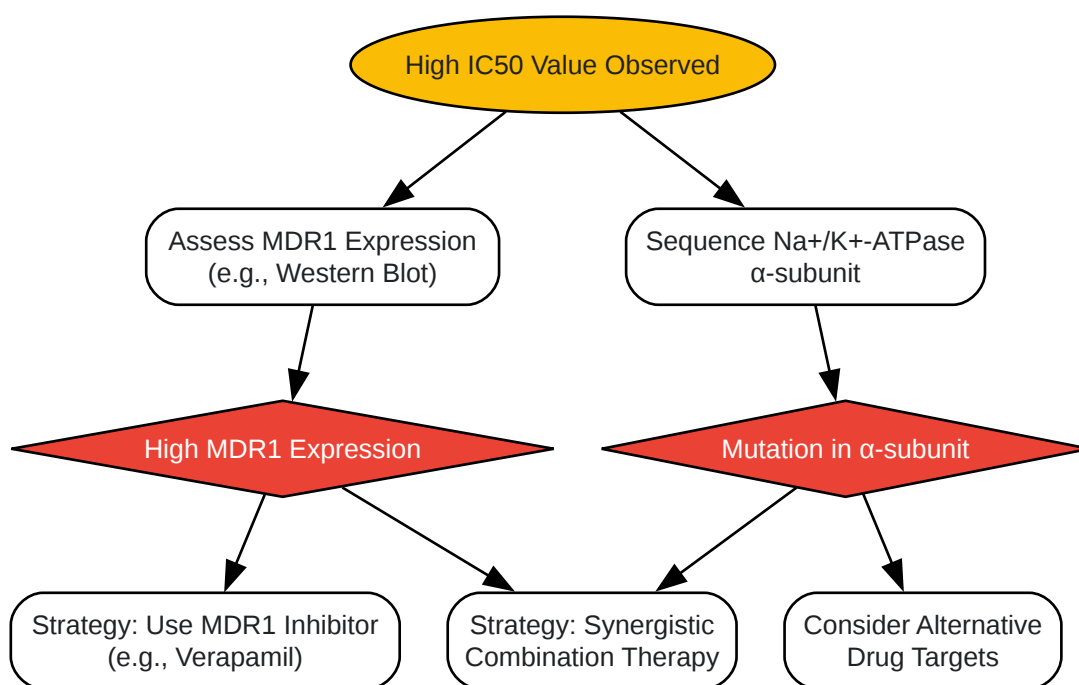 High IC50 Value Observed
Assess MDR1 Expression
(e.g., Western Blot)
Sequence Na+/K+-ATPase
α-subunit
High MDR1 Expression
Mutation in α-subunit
Strategy: Use MDR1 Inhibitor
(e.g., Verapamil)
Strategy: Synergistic
Combination Therapy
Consider Alternative
Drug Targets